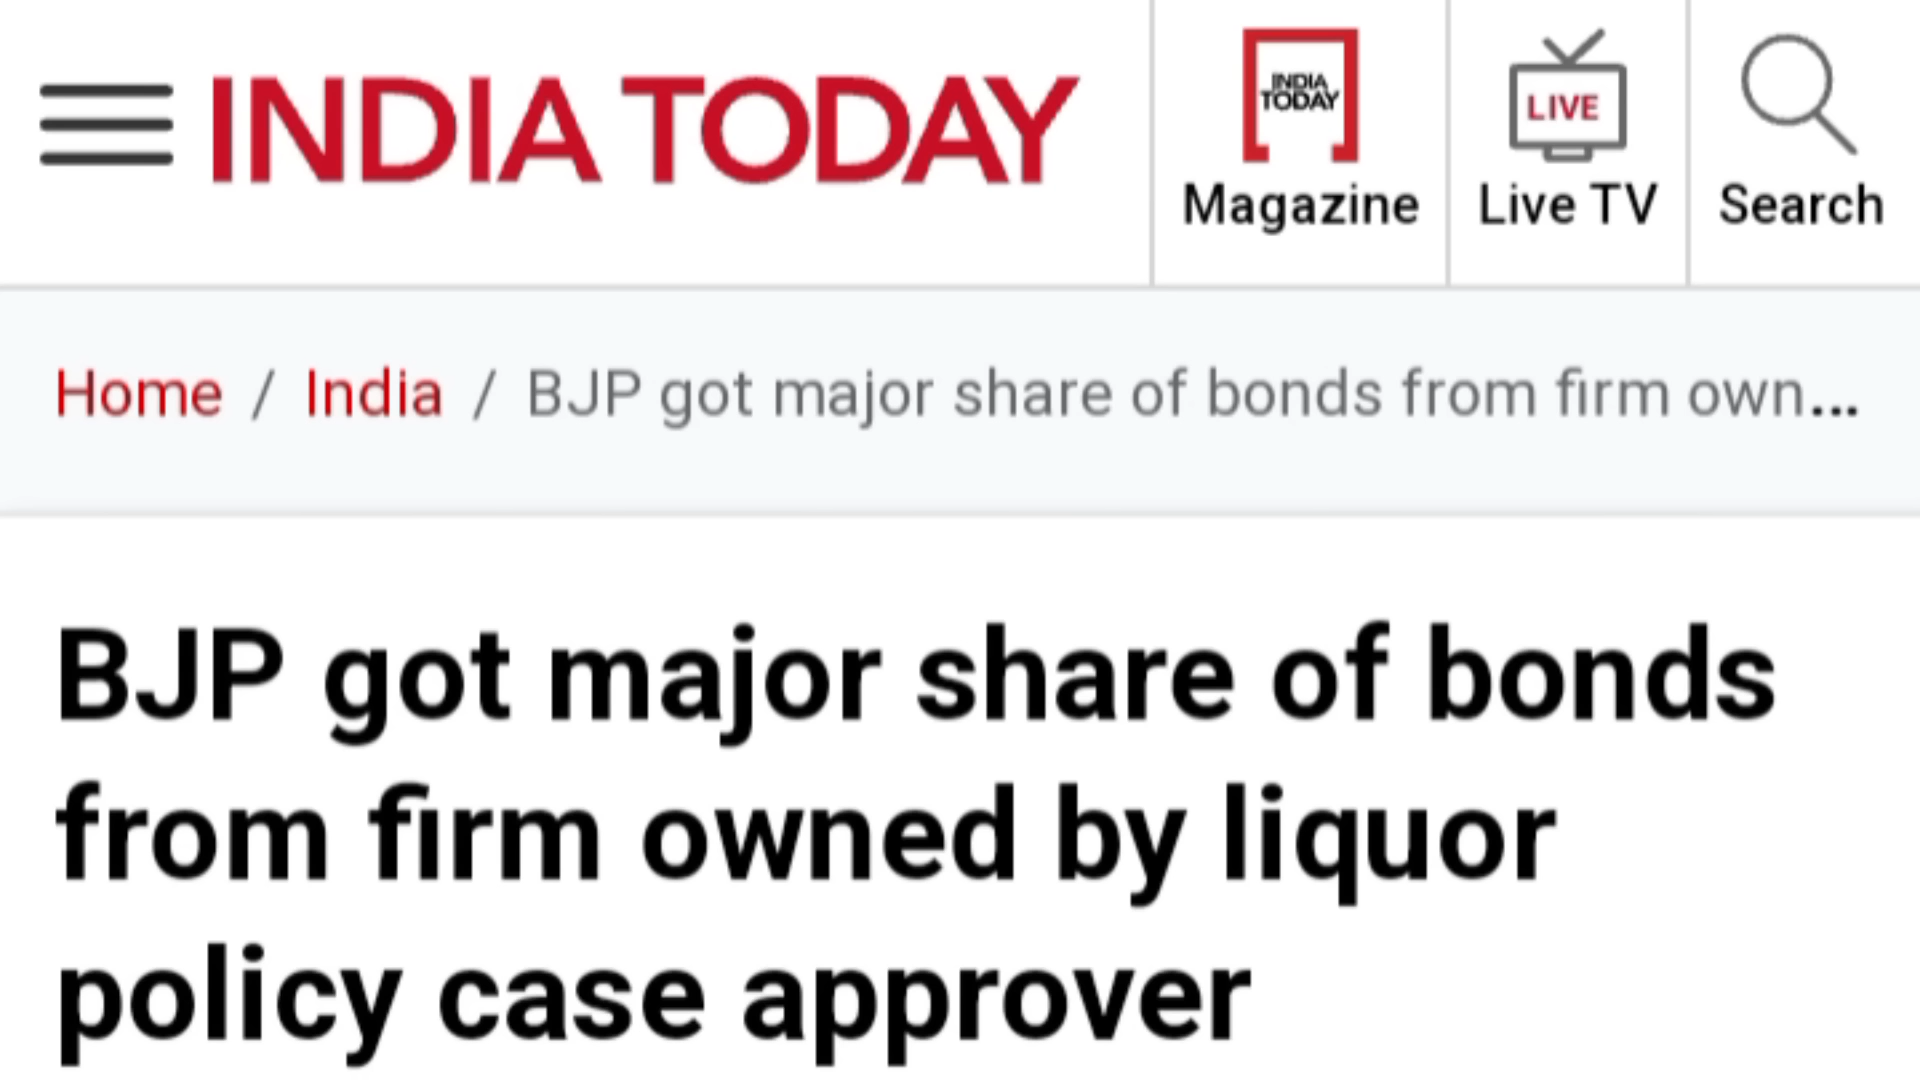 INDIA TODAY
INDIA
TODAY
Magazine
LIVE
Live TV
Search
Home / India / BJP got major share of bonds from firm own...
BJP got major share of bonds
from firm owned by liquor
policy case approver